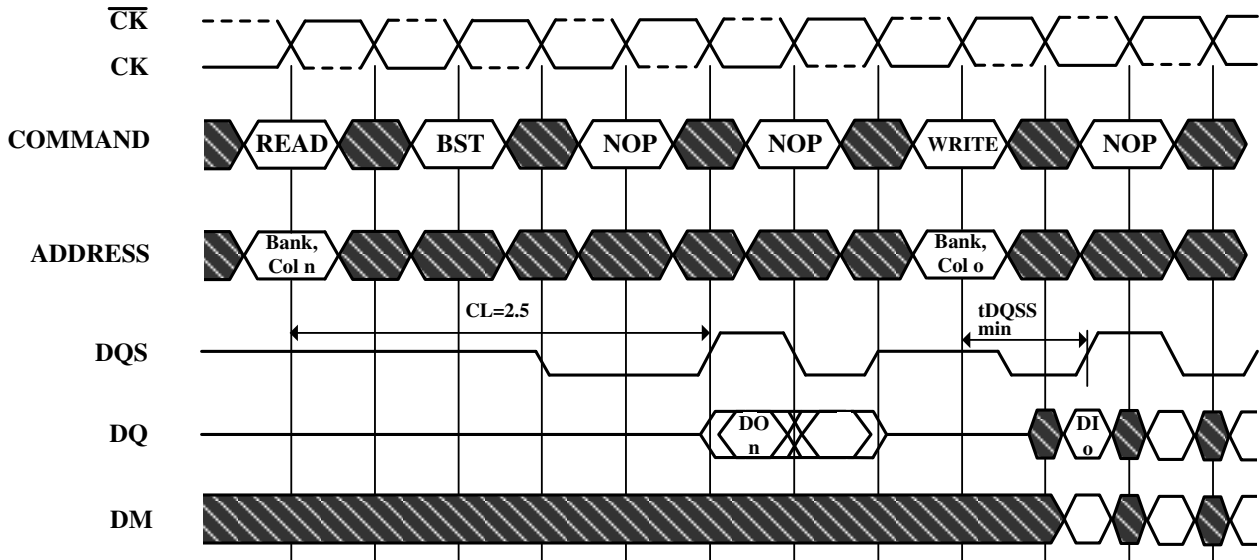 CK
CK
COMMAND
READ
BST
NOP
NOP
WRITE
NOP
ADDRESS
Bank,
Col n
Bank,
Col o
CL=2.5
tDQSS
min
DQS
DQ
DO
n
DI
o
DM